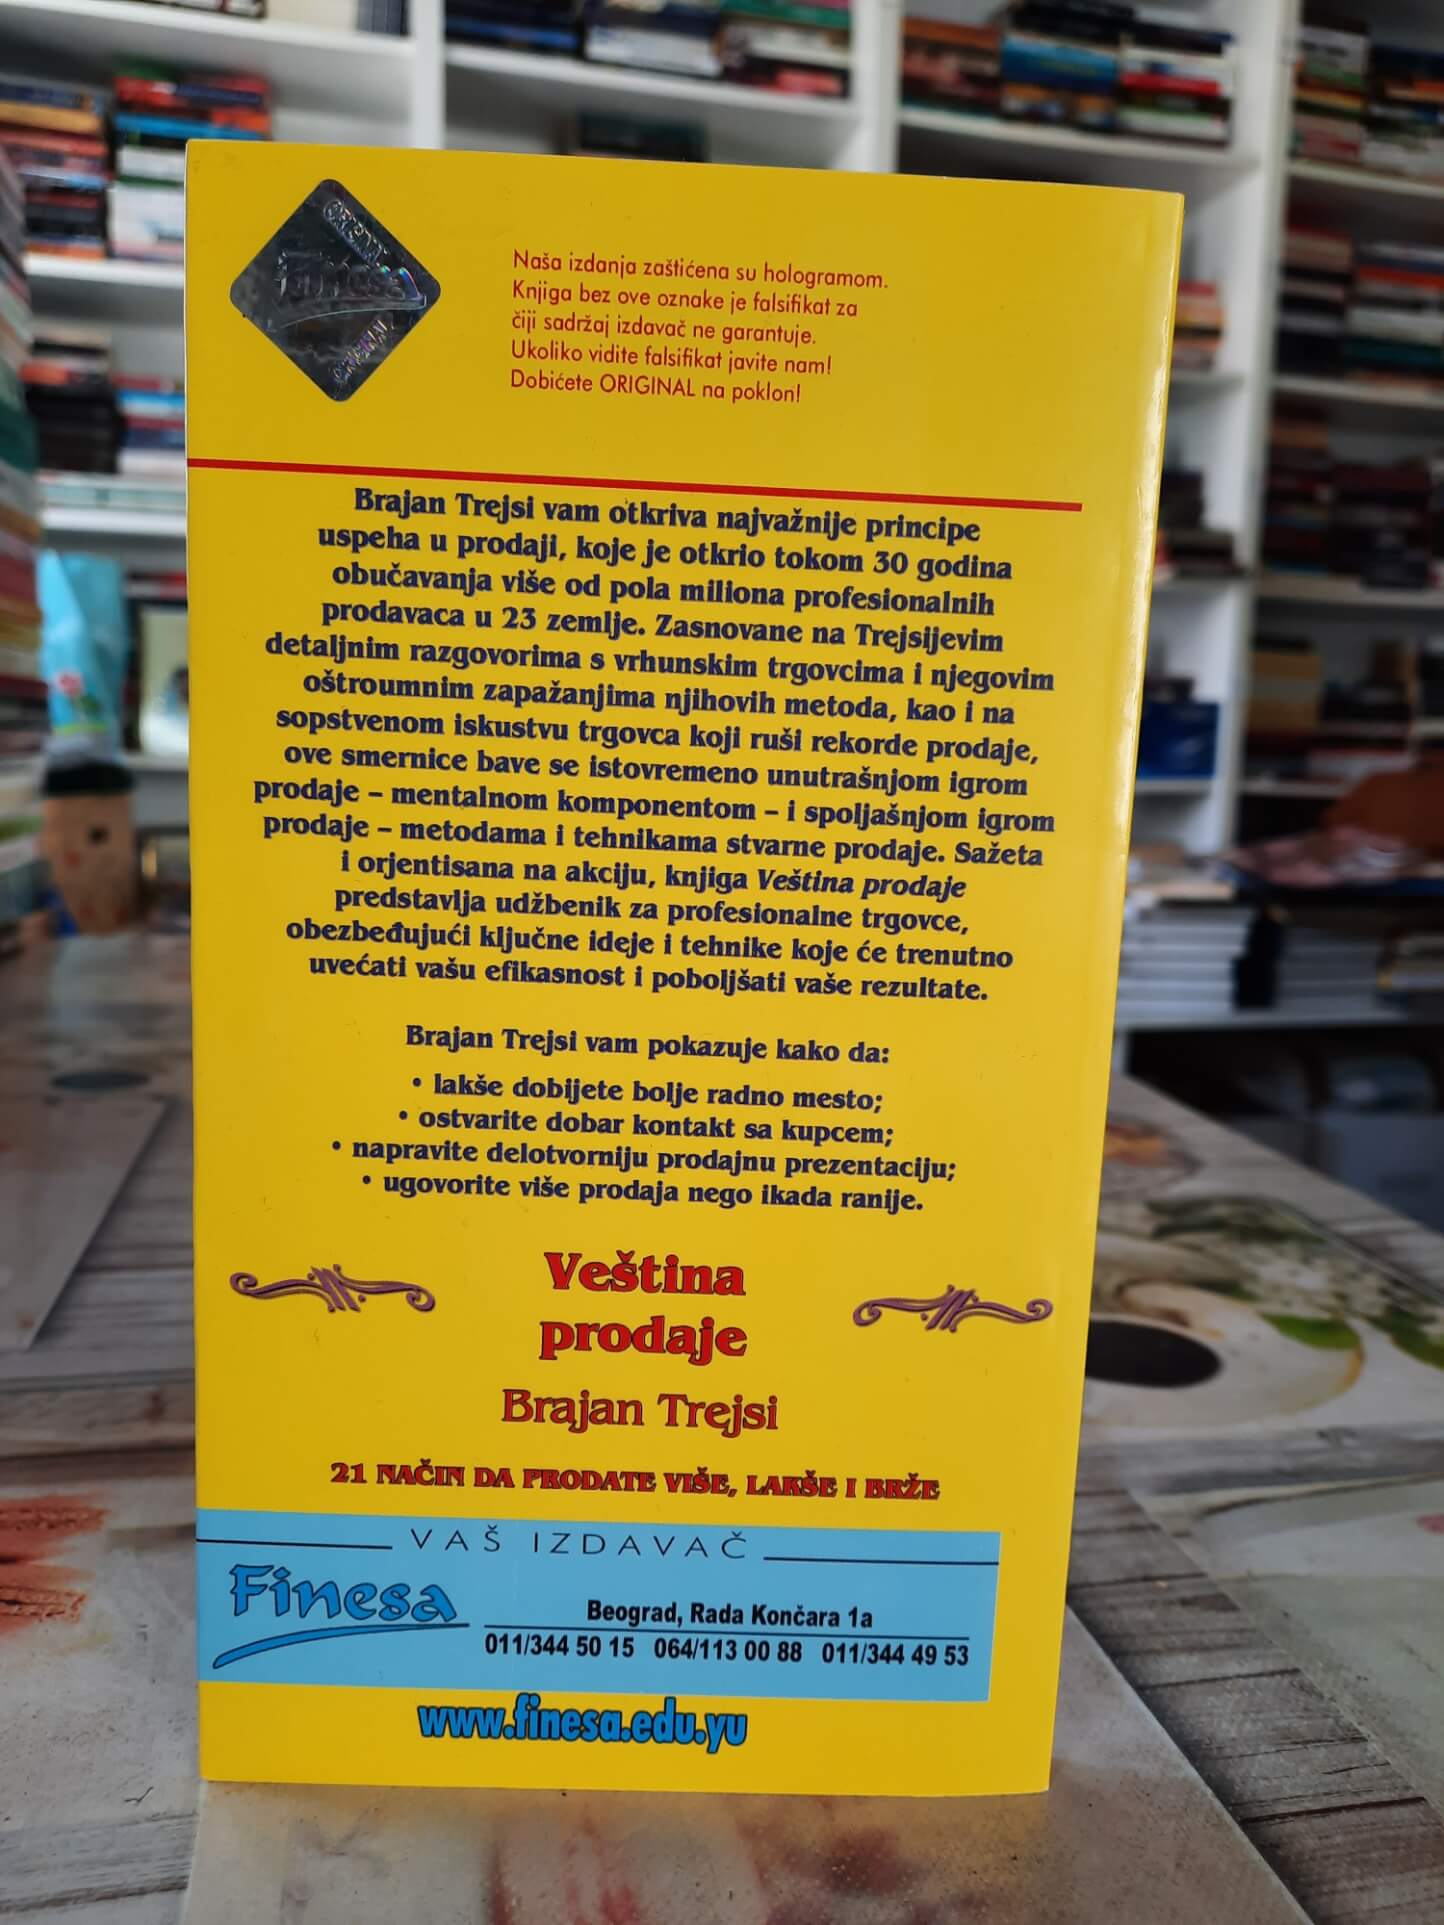 ORIGINAL
Finesa
ORIGINAL
Naša izdanja zaštićena su hologramom.
Knjiga bez ove oznake je falsifikat za
čiji sadržaj izdavač ne garantuje.
Ukoliko vidite falsifikat javite nam!
Dobićete ORIGINAL na poklon!
Brajan Trejsi vam otkriva najvažnije principe
uspeha u prodaji, koje je otkrio tokom 30 godina
obučavanja više od pola miliona profesionalnih
prodavaca u 23 zemlje. Zasnovane na Trejsijevim
detaljnim razgovorima s vrhunskim trgovcima i njegovim
oštroumnim zapažanjima njihovih metoda, kao i na
sopstvenom iskustvu trgovca koji ruši rekorde prodaje,
ove smernice bave se istovremeno unutrašnjom igrom
prodaje – mentalnom komponentom – i spoljašnjom igrom
prodaje – metodama i tehnikama stvarne prodaje. Sažeta
i orjentisana na akciju, knjiga Veština prodaje
predstavlja udžbenik za profesionalne trgovce,
obezbeđujući ključne ideje i tehnike koje će trenutno
uvećati vašu efikasnost i poboljšati vaše rezultate.
Brajan Trejsi vam pokazuje kako da:
• lakše dobijete bolje radno mesto;
• ostvarite dobar kontakt sa kupcem;
• napravite delotvorniju prodajnu prezentaciju;
• ugovorite više prodaja nego ikada ranije.
Veština
prodaje
Brajan Trejsi
21 NAČIN DA PRODATE VIŠE, LAKŠE I BRŽE
VAŠ IZDAVAČ
Finesa
Beograd, Rada Končara 1a
011/344 50 15 064/113 00 88 011/344 49 53
www.finesa.edu.yu